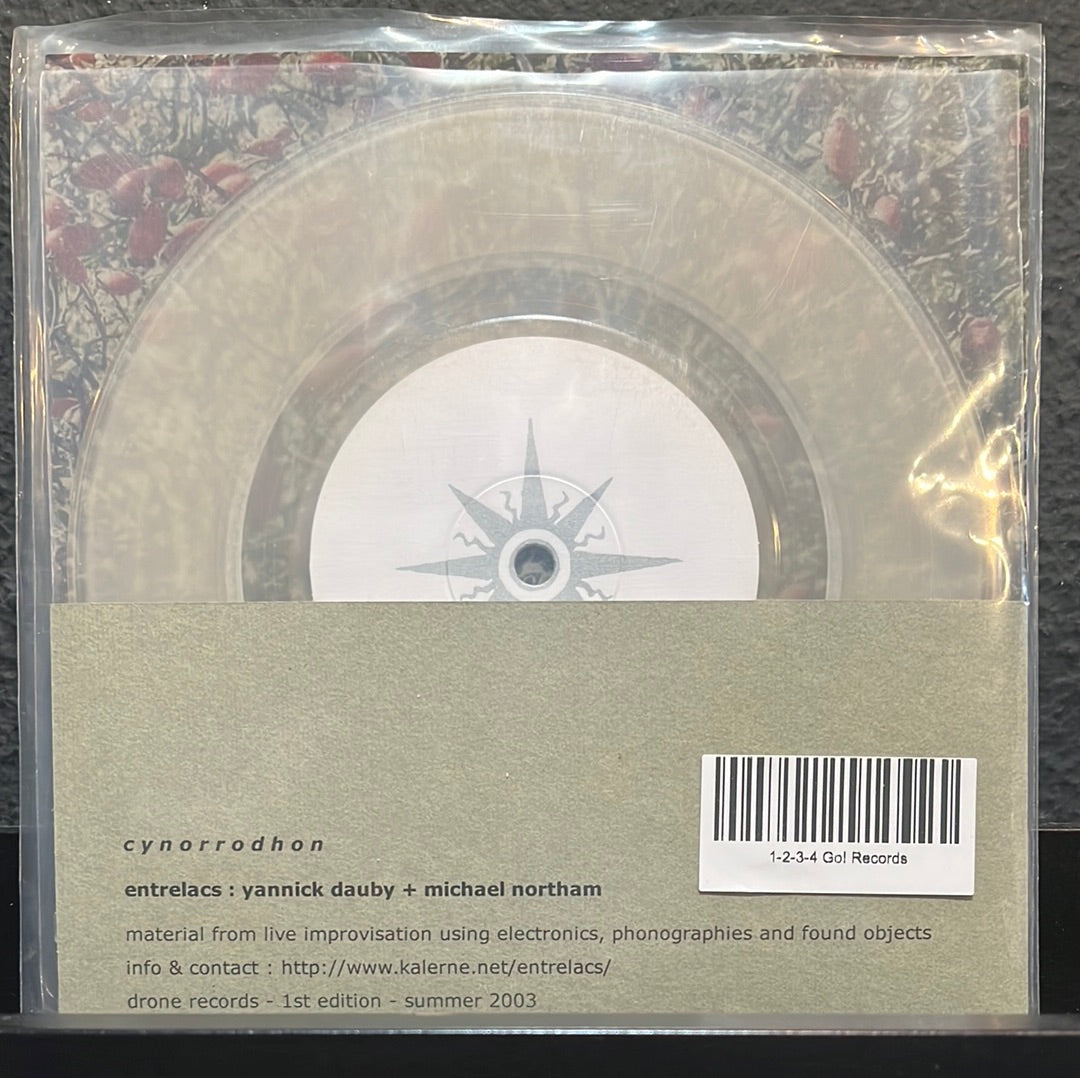 cynorrodhon
1-2-3-4 Go! Records
entrelacs : yannick dauby + michael northam
material from live improvisation using electronics, phonographies and found objects
info & contact : http://www.kalerne.net/entrelacs/
drone records - 1st edition - summer 2003